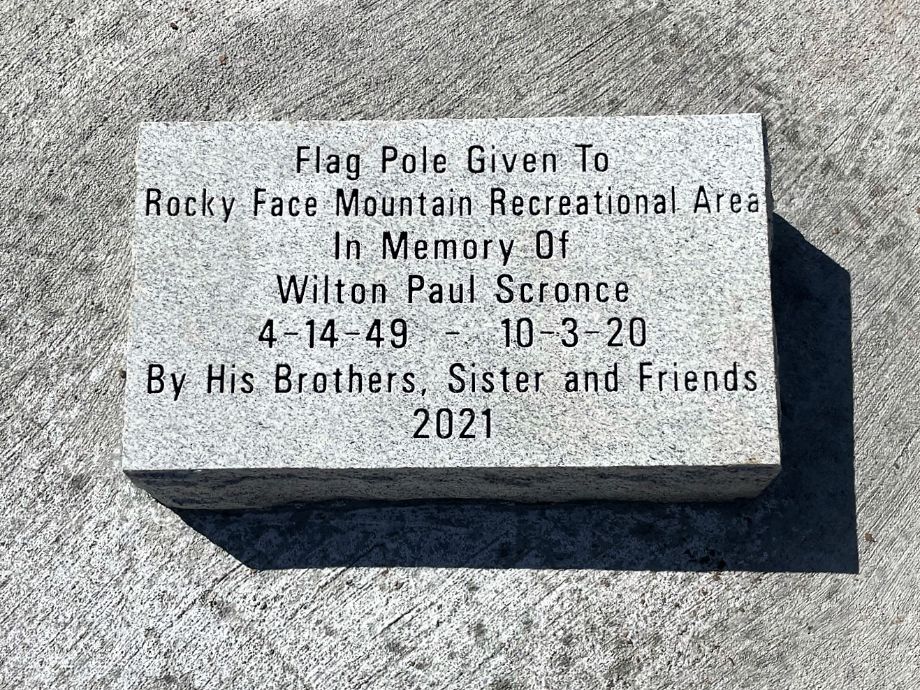 Flag Pole Given To
Rocky Face Mountain Recreational Area
In Memory Of
Wilton Paul Scronce
4-14-49 - 10-3-20
By His Brothers, Sister and Friends
2021